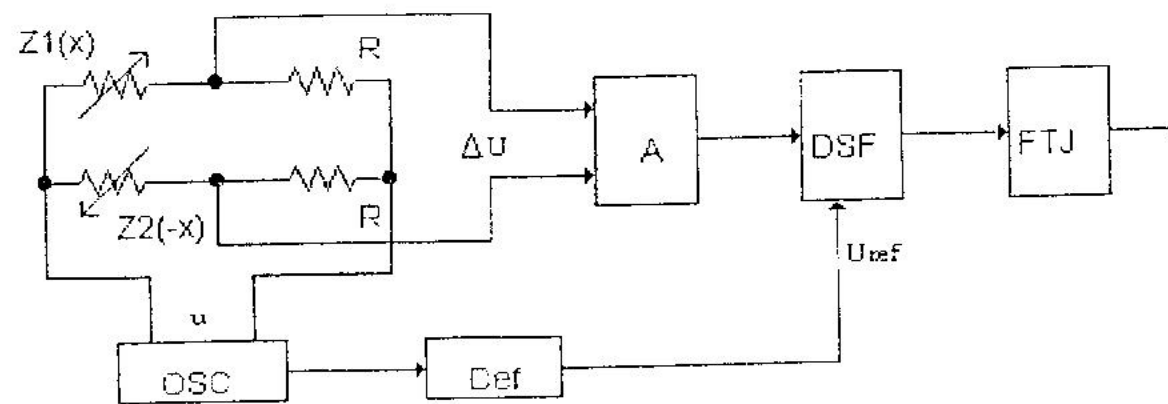 Z1(x)
R
ΔU
A
DSF
FTJ
Z2(-x)
R
Uref
u
OSC
Def